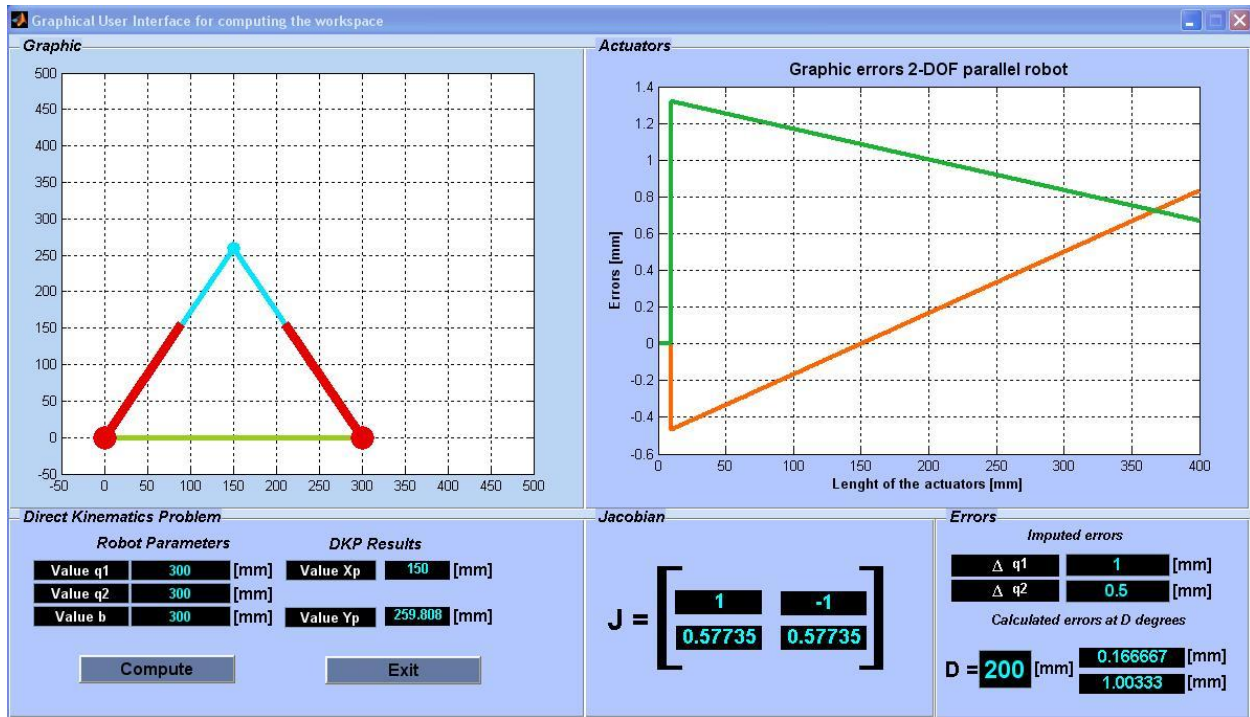 Graphical User Interface for computing the workspace
Graphic
500
450
400
350
300
250
200
150
100
50
0
-50
-50 0 50 100 150 200 250 300 350 400 450 500
Actuators
Graphic errors 2-DOF parallel robot
1.4
1.2
1
0.8
0.6
0.4
0.2
0
-0.2
-0.4
-0.6
Errors [mm]
0 50 100 150 200 250 300 350 400
Lenght of the actuators [mm]
Direct Kinematics Problem
Robot Parameters
Value q1 300 [mm]
Value q2 300 [mm]
Value b 300 [mm]
DKP Results
Value Xp 150 [mm]
Value Yp 259.808 [mm]
Compute
Exit
Jacobian
J =
1 -1
0.57735 0.57735
Errors
Imputed errors
Δ q1 1 [mm]
Δ q2 0.5 [mm]
Calculated errors at D degrees
D = 200 [mm]
0.166667 [mm]
1.00333 [mm]